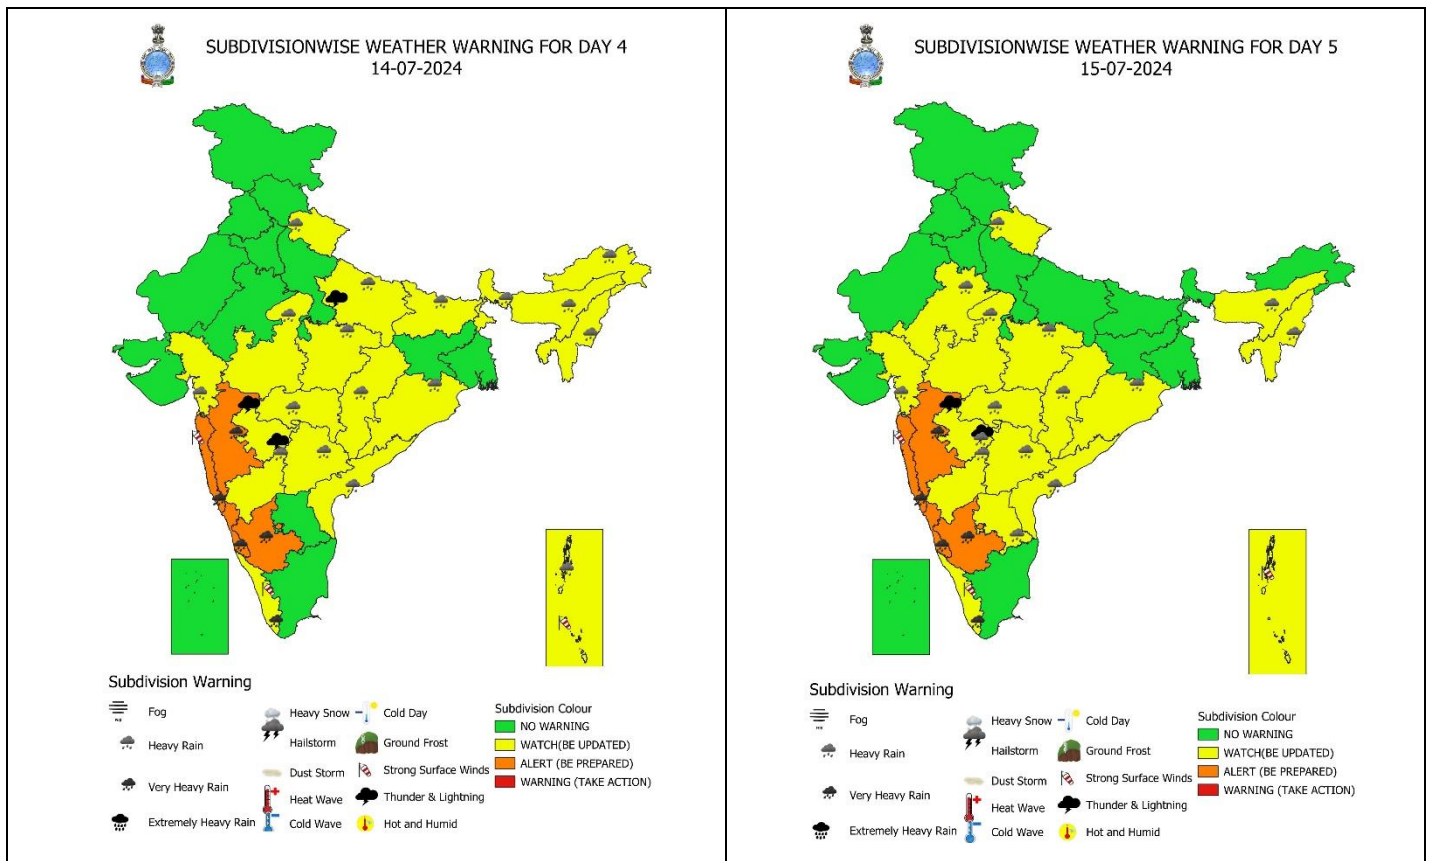 SUBDIVISIONWISE WEATHER WARNING FOR DAY 4
14-07-2024
Subdivision Warning
Fog
Heavy Rain
Very Heavy Rain
Extremely Heavy Rain
Heavy Snow
Hailstorm
Dust Storm
Heat Wave
Cold Wave
Cold Day
Ground Frost
Strong Surface Winds
Thunder & Lightning
Hot and Humid
Subdivision Colour
NO WARNING
WATCH(BE UPDATED)
ALERT (BE PREPARED)
WARNING (TAKE ACTION)
SUBDIVISIONWISE WEATHER WARNING FOR DAY 5
15-07-2024
Subdivision Warning
Fog
Heavy Rain
Very Heavy Rain
Extremely Heavy Rain
Heavy Snow
Hailstorm
Dust Storm
Heat Wave
Cold Wave
Cold Day
Ground Frost
Strong Surface Winds
Thunder & Lightning
Hot and Humid
Subdivision Colour
NO WARNING
WATCH(BE UPDATED)
ALERT (BE PREPARED)
WARNING (TAKE ACTION)